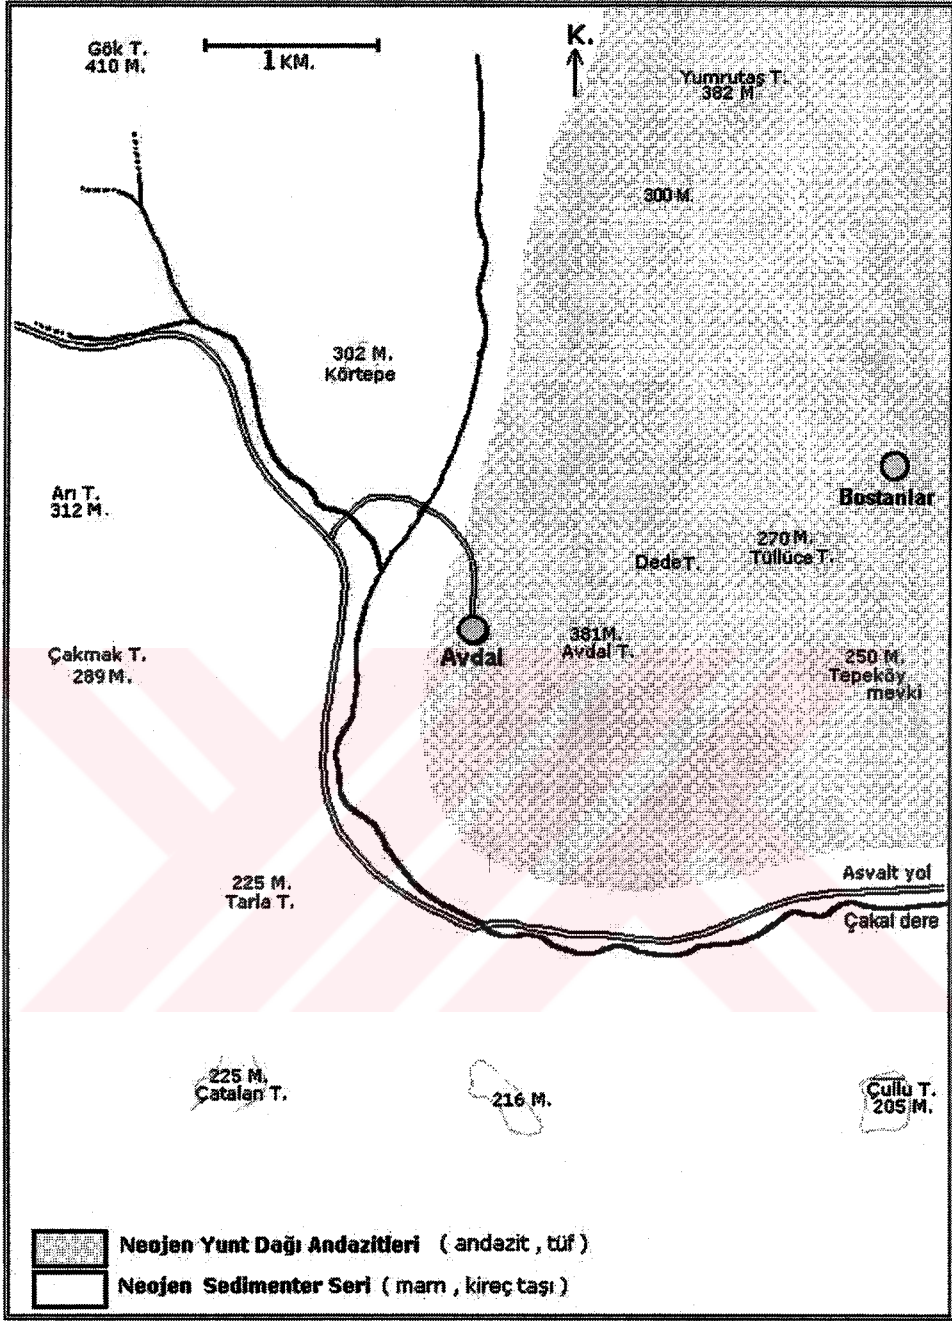 Gök T.
410 M.
1 KM.
K.
Yumrutaş T.
382 M
300 M.
302 M.
Körtepe
Arı T.
312 M.
Bostanlar
270 M.
Tüllüce T.
Dede T.
381 M.
Avdal T.
Avdal
Çakmak T.
289 M.
250 M.
Tepeköy
mevki
225 M.
Tarla T.
Asvalt yol
Çakal dere
225 M.
Çatalan T.
216 M.
Çullu T.
205 M.
Neojen Yunt Dağı Andazitleri ( andazit , tüf )
Neojen Sedimenter Seri ( marn , kireç taşı )